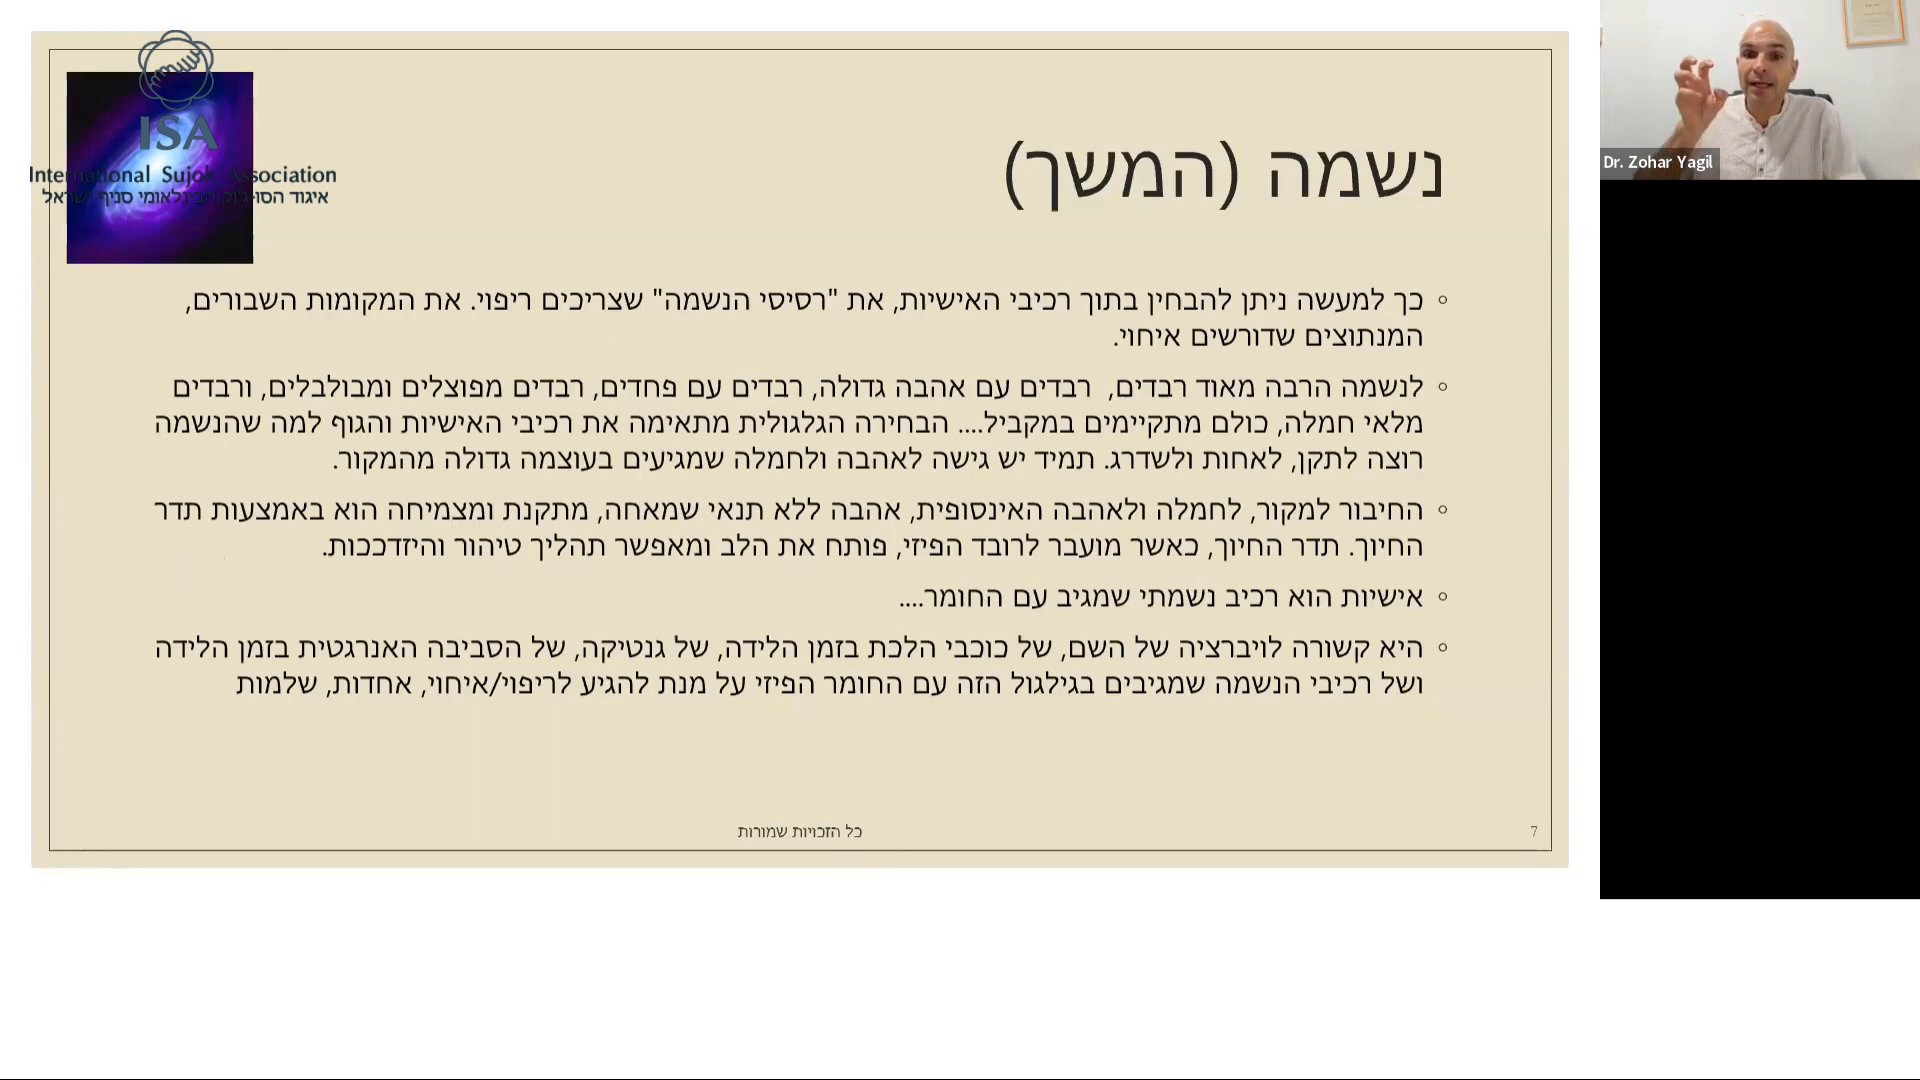 ISA
International Sujok Association
איגוד הסו-ג'וק הבינלאומי סניף ישראל
נשמה (המשך)
כך למעשה ניתן להבחין בתוך רכיבי האישיות, את "רסיסי הנשמה" שצריכים ריפוי. את המקומות השבורים,
המנתוצים שדורשים איחוי.
לנשמה הרבה מאוד רבדים,  רבדים עם אהבה גדולה, רבדים עם פחדים, רבדים מפוצלים ומבולבלים, ורבדים
מלאי חמלה, כולם מתקיימים במקביל.... הבחירה הגלגולית מתאימה את רכיבי האישיות והגוף למה שהנשמה
רוצה לתקן, לאחות ולשדרג. תמיד יש גישה לאהבה ולחמלה שמגיעים בעוצמה גדולה מהמקור.
החיבור למקור, לחמלה ולאהבה האינסופית, אהבה ללא תנאי שמאחה, מתקנת ומצמיחה הוא באמצעות תדר
החיוך. תדר החיוך, כאשר מועבר לרובד הפיזי, פותח את הלב ומאפשר תהליך טיהור והיזדככות.
אישיות הוא רכיב נשמתי שמגיב עם החומר....
היא קשורה לויברציה של השם, של כוכבי הלכת בזמן הלידה, של גנטיקה, של הסביבה האנרגטית בזמן הלידה
ושל רכיבי הנשמה שמגיבים בגילגול הזה עם החומר הפיזי על מנת להגיע לריפוי/איחוי, אחדות, שלמות
כל הזכויות שמורות
7
Dr. Zohar Yagil